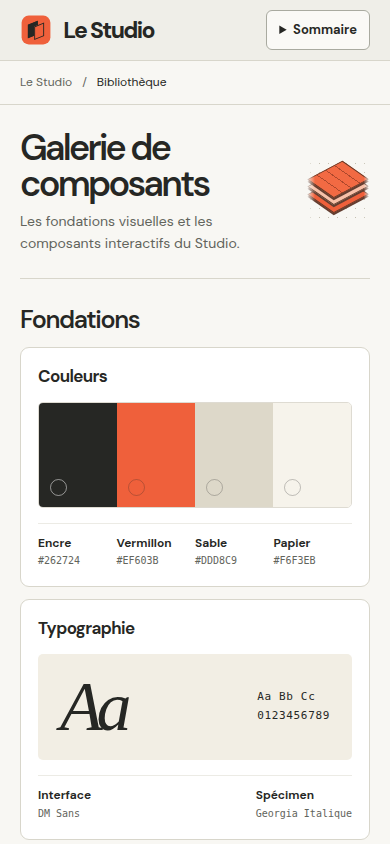 Le Studio
▶ Sommaire
Le Studio / Bibliothèque
Galerie de
composants
Les fondations visuelles et les
composants interactifs du Studio.
Fondations
Couleurs
Encre Vermillon Sable Papier
#262724 #EF603B #DDD8C9 #F6F3EB
Typographie
Aa
Aa Bb Cc
0123456789
Interface Spécimen
DM Sans Georgia Italique